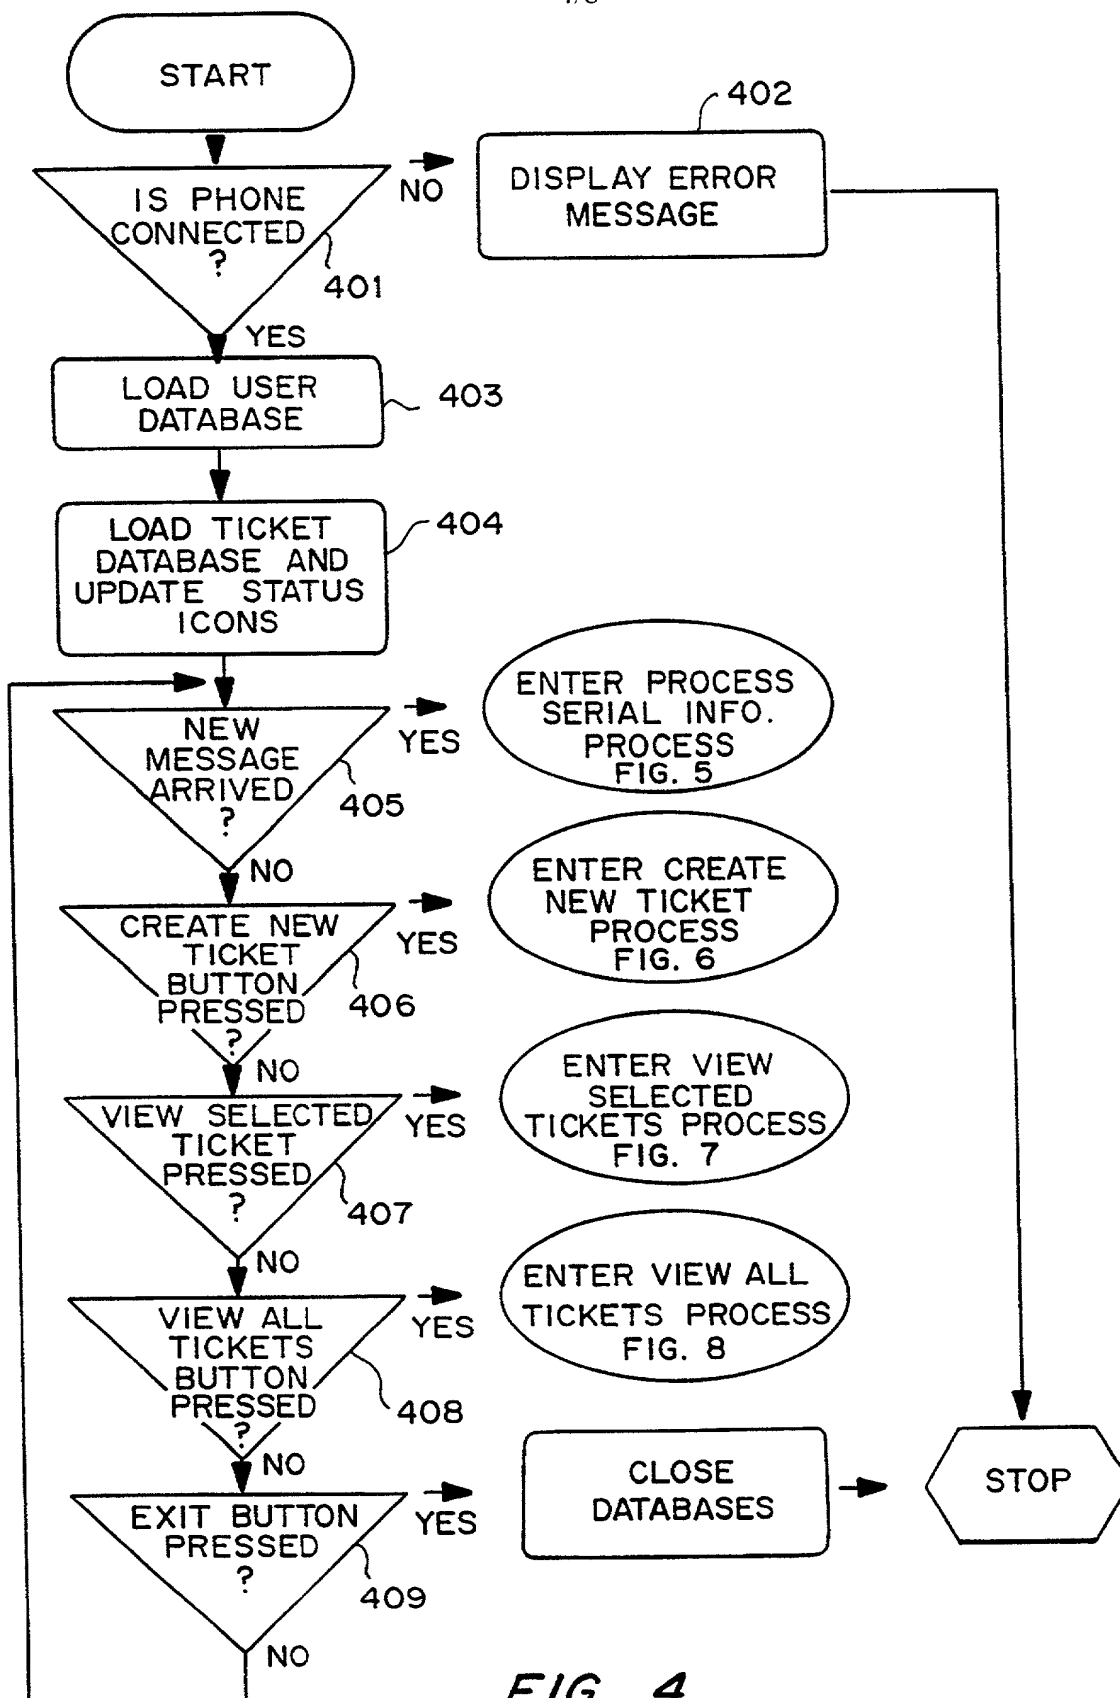 START
402
IS PHONE
CONNECTED
?
NO
DISPLAY ERROR
MESSAGE
401
YES
LOAD USER
DATABASE
403
LOAD TICKET
DATABASE AND
UPDATE STATUS
ICONS
404
NEW
MESSAGE
ARRIVED
?
YES
405
ENTER PROCESS
SERIAL INFO.
PROCESS
FIG. 5
NO
CREATE NEW
TICKET
BUTTON
PRESSED
?
YES
406
ENTER CREATE
NEW TICKET
PROCESS
FIG. 6
NO
VIEW SELECTED
TICKET
PRESSED
?
YES
407
ENTER VIEW
SELECTED
TICKETS PROCESS
FIG. 7
NO
VIEW ALL
TICKETS
BUTTON
PRESSED
?
YES
408
ENTER VIEW ALL
TICKETS PROCESS
FIG. 8
NO
EXIT BUTTON
PRESSED
?
YES
409
CLOSE
DATABASES
STOP
NO
FIG. 4